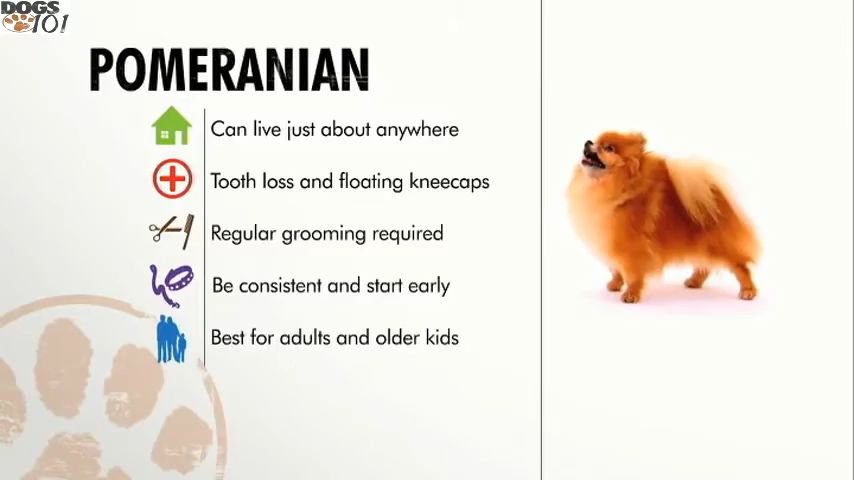 DOGS
101
POMERANIAN
Can live just about anywhere
Tooth loss and floating kneecaps
Regular grooming required
Be consistent and start early
Best for adults and older kids